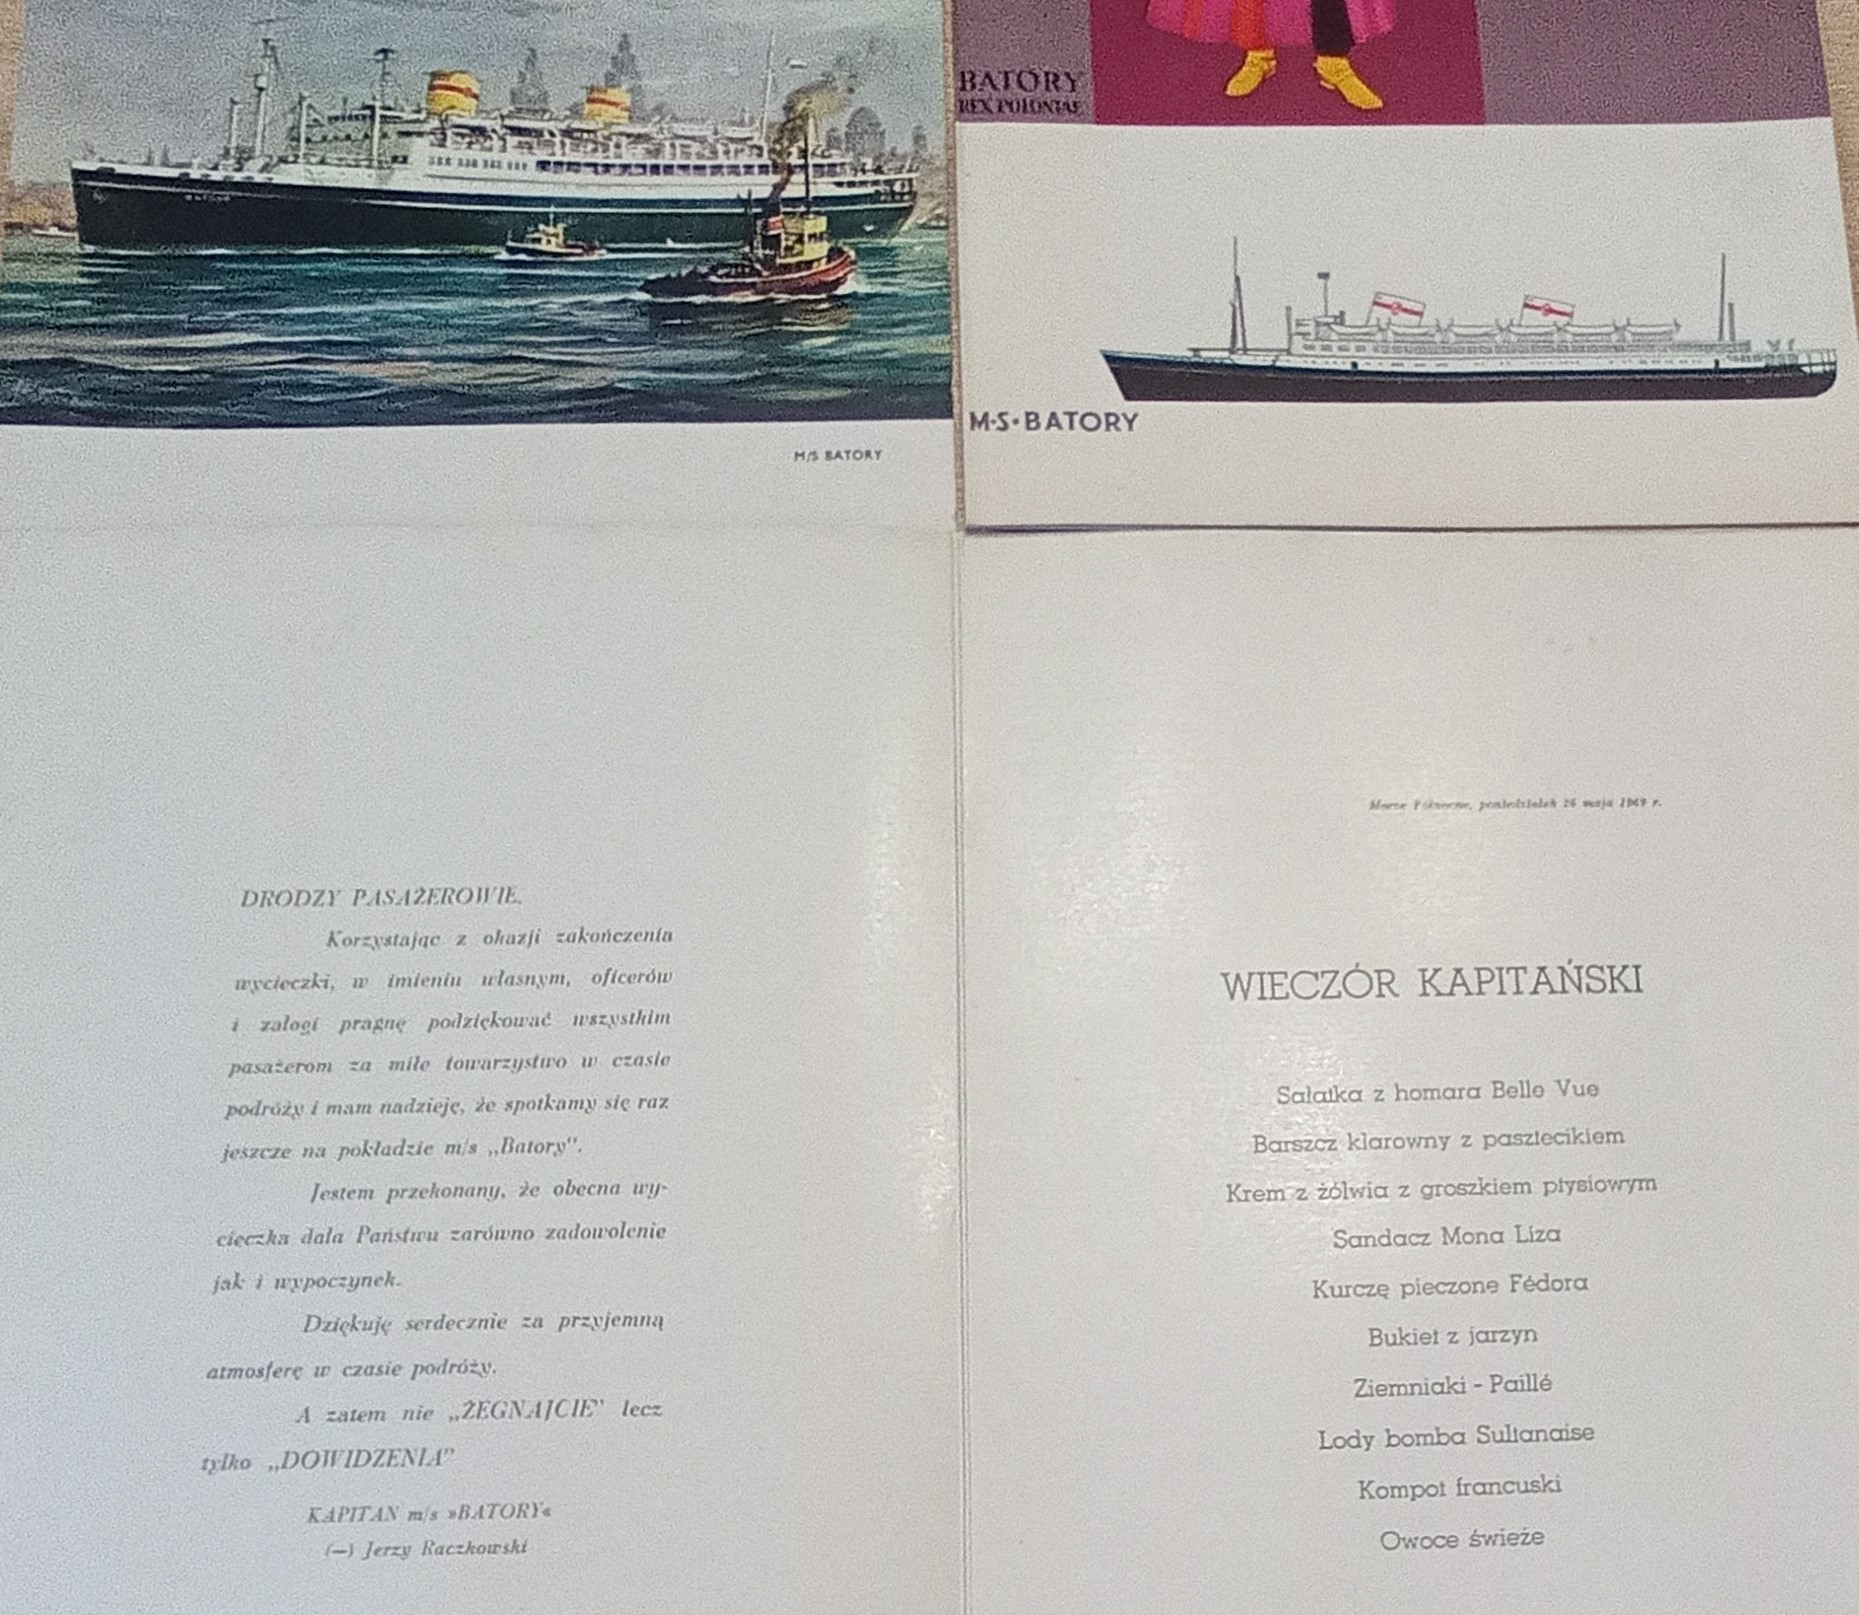 BATORY
REX POLONIAE
M·S·BATORY
M/S BATORY
DRODZY PASAŻEROWIE,
Korzystając z okazji zakończenia
wycieczki, w imieniu własnym, oficerów
i załogi pragnę podziękować wszystkim
pasażerom za miłe towarzystwo w czasie
podróży i mam nadzieję, że spotkamy się raz
jeszcze na pokładzie m/s „Batory".
Jestem przekonany, że obecna wy-
cieczka dała Państwu zarówno zadowolenie
jak i wypoczynek.
Dziękuję serdecznie za przyjemną
atmosferę w czasie podróży.
A zatem nie „ŻEGNAJCIE" lecz
tylko „DOWIDZENIA"
KAPITAN m/s »BATORY«
(—) Jerzy Raczkowski
Morze Północne, poniedziałek 26 maja 1969 r.
WIECZÓR KAPITAŃSKI
Sałatka z homara Belle Vue
Barszcz klarowny z pasztecikiem
Krem z żółwia z groszkiem ptysiowym
Sandacz Mona Liza
Kurczę pieczone Fédora
Bukiet z jarzyn
Ziemniaki - Paillé
Lody bomba Sultanaise
Kompot francuski
Owoce świeże